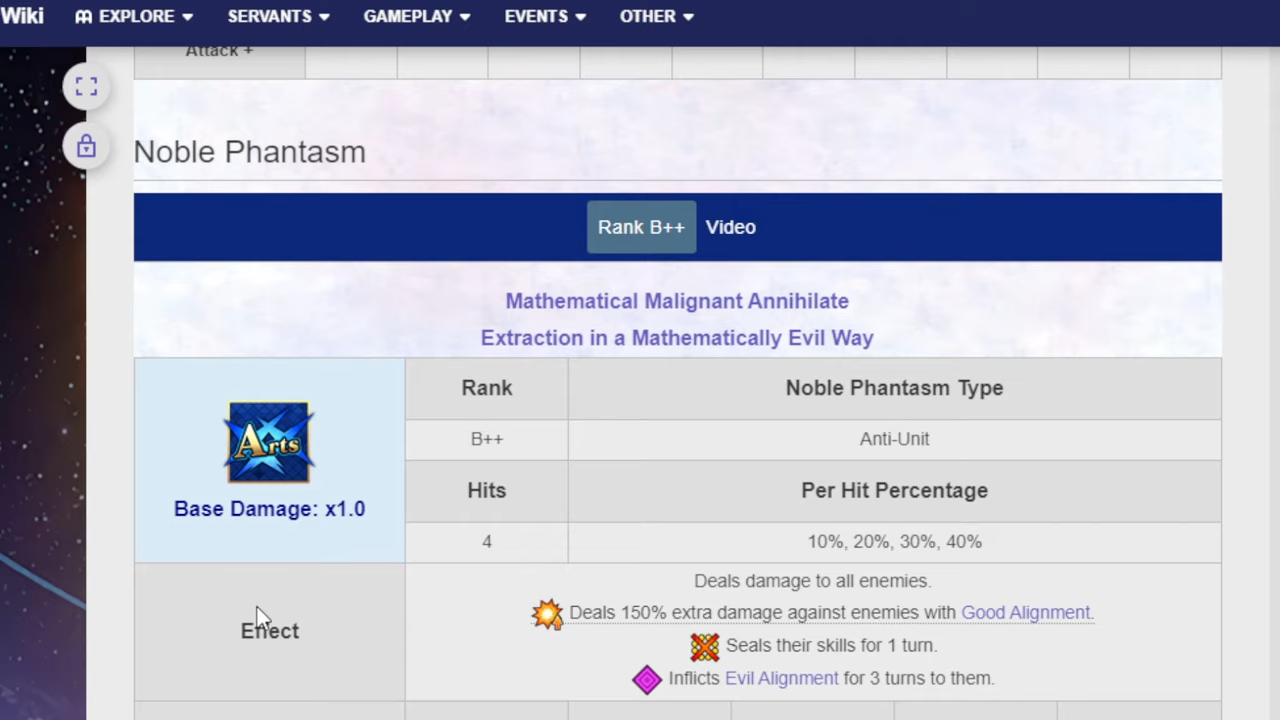 Wiki EXPLORE SERVANTS GAMEPLAY EVENTS OTHER
Attack +
Noble Phantasm
Rank B++ Video
Mathematical Malignant Annihilate
Extraction in a Mathematically Evil Way
Arts
Base Damage: x1.0
Rank Noble Phantasm Type
B++ Anti-Unit
Hits Per Hit Percentage
4 10%, 20%, 30%, 40%
Effect
Deals damage to all enemies.
Deals 150% extra damage against enemies with Good Alignment.
Seals their skills for 1 turn.
Inflicts Evil Alignment for 3 turns to them.